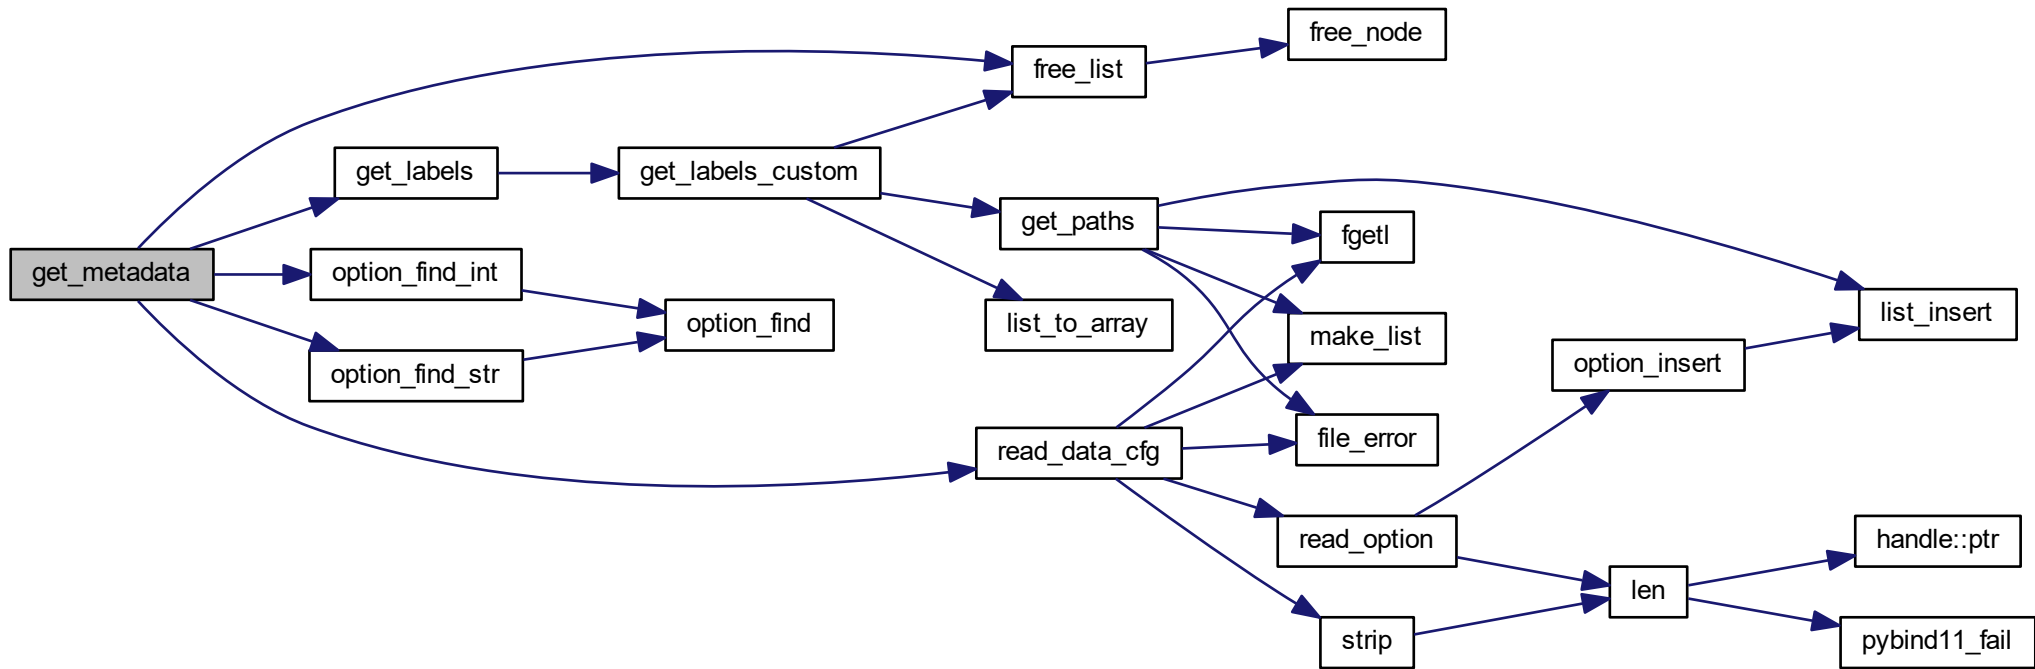 get_metadata
free_list
free_node
get_labels
get_labels_custom
get_paths
fgetl
list_insert
make_list
file_error
list_to_array
option_find_int
option_find
option_find_str
read_data_cfg
read_option
option_insert
len
handle::ptr
pybind11_fail
strip